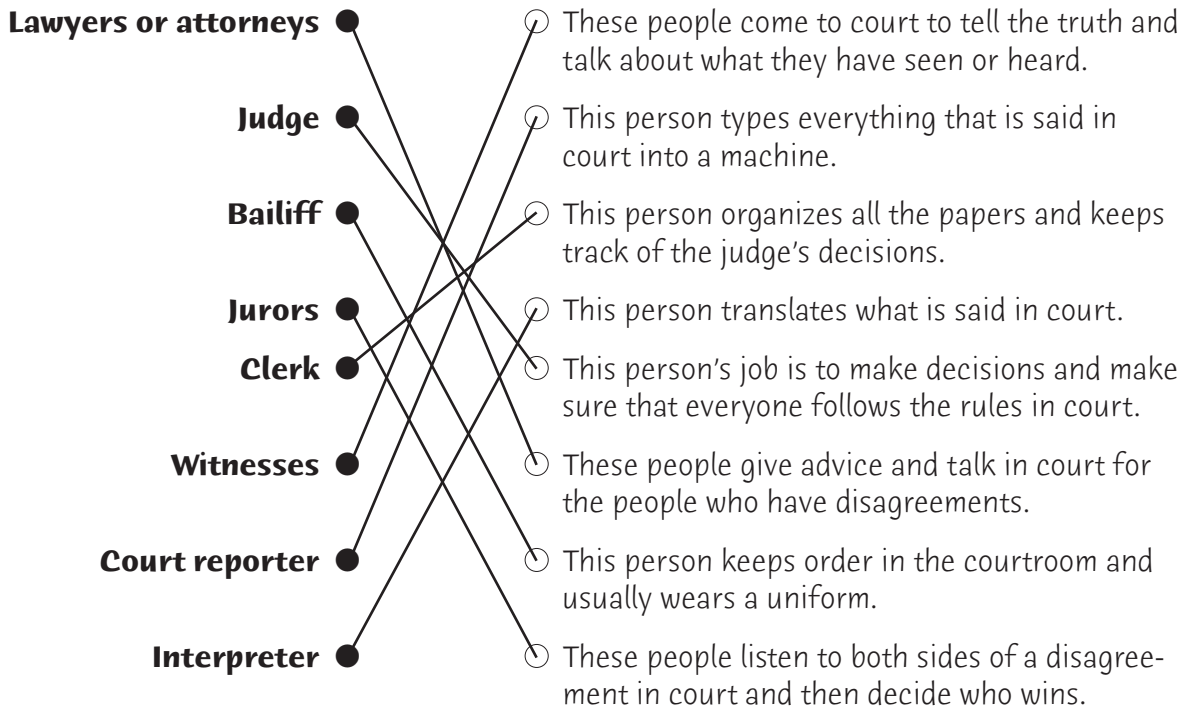 Lawyers or attorneys
These people come to court to tell the truth and
talk about what they have seen or heard.
Judge
This person types everything that is said in
court into a machine.
Bailiff
This person organizes all the papers and keeps
track of the judge’s decisions.
Jurors
This person translates what is said in court.
Clerk
This person’s job is to make decisions and make
sure that everyone follows the rules in court.
Witnesses
These people give advice and talk in court for
the people who have disagreements.
Court reporter
This person keeps order in the courtroom and
usually wears a uniform.
Interpreter
These people listen to both sides of a disagree-
ment in court and then decide who wins.